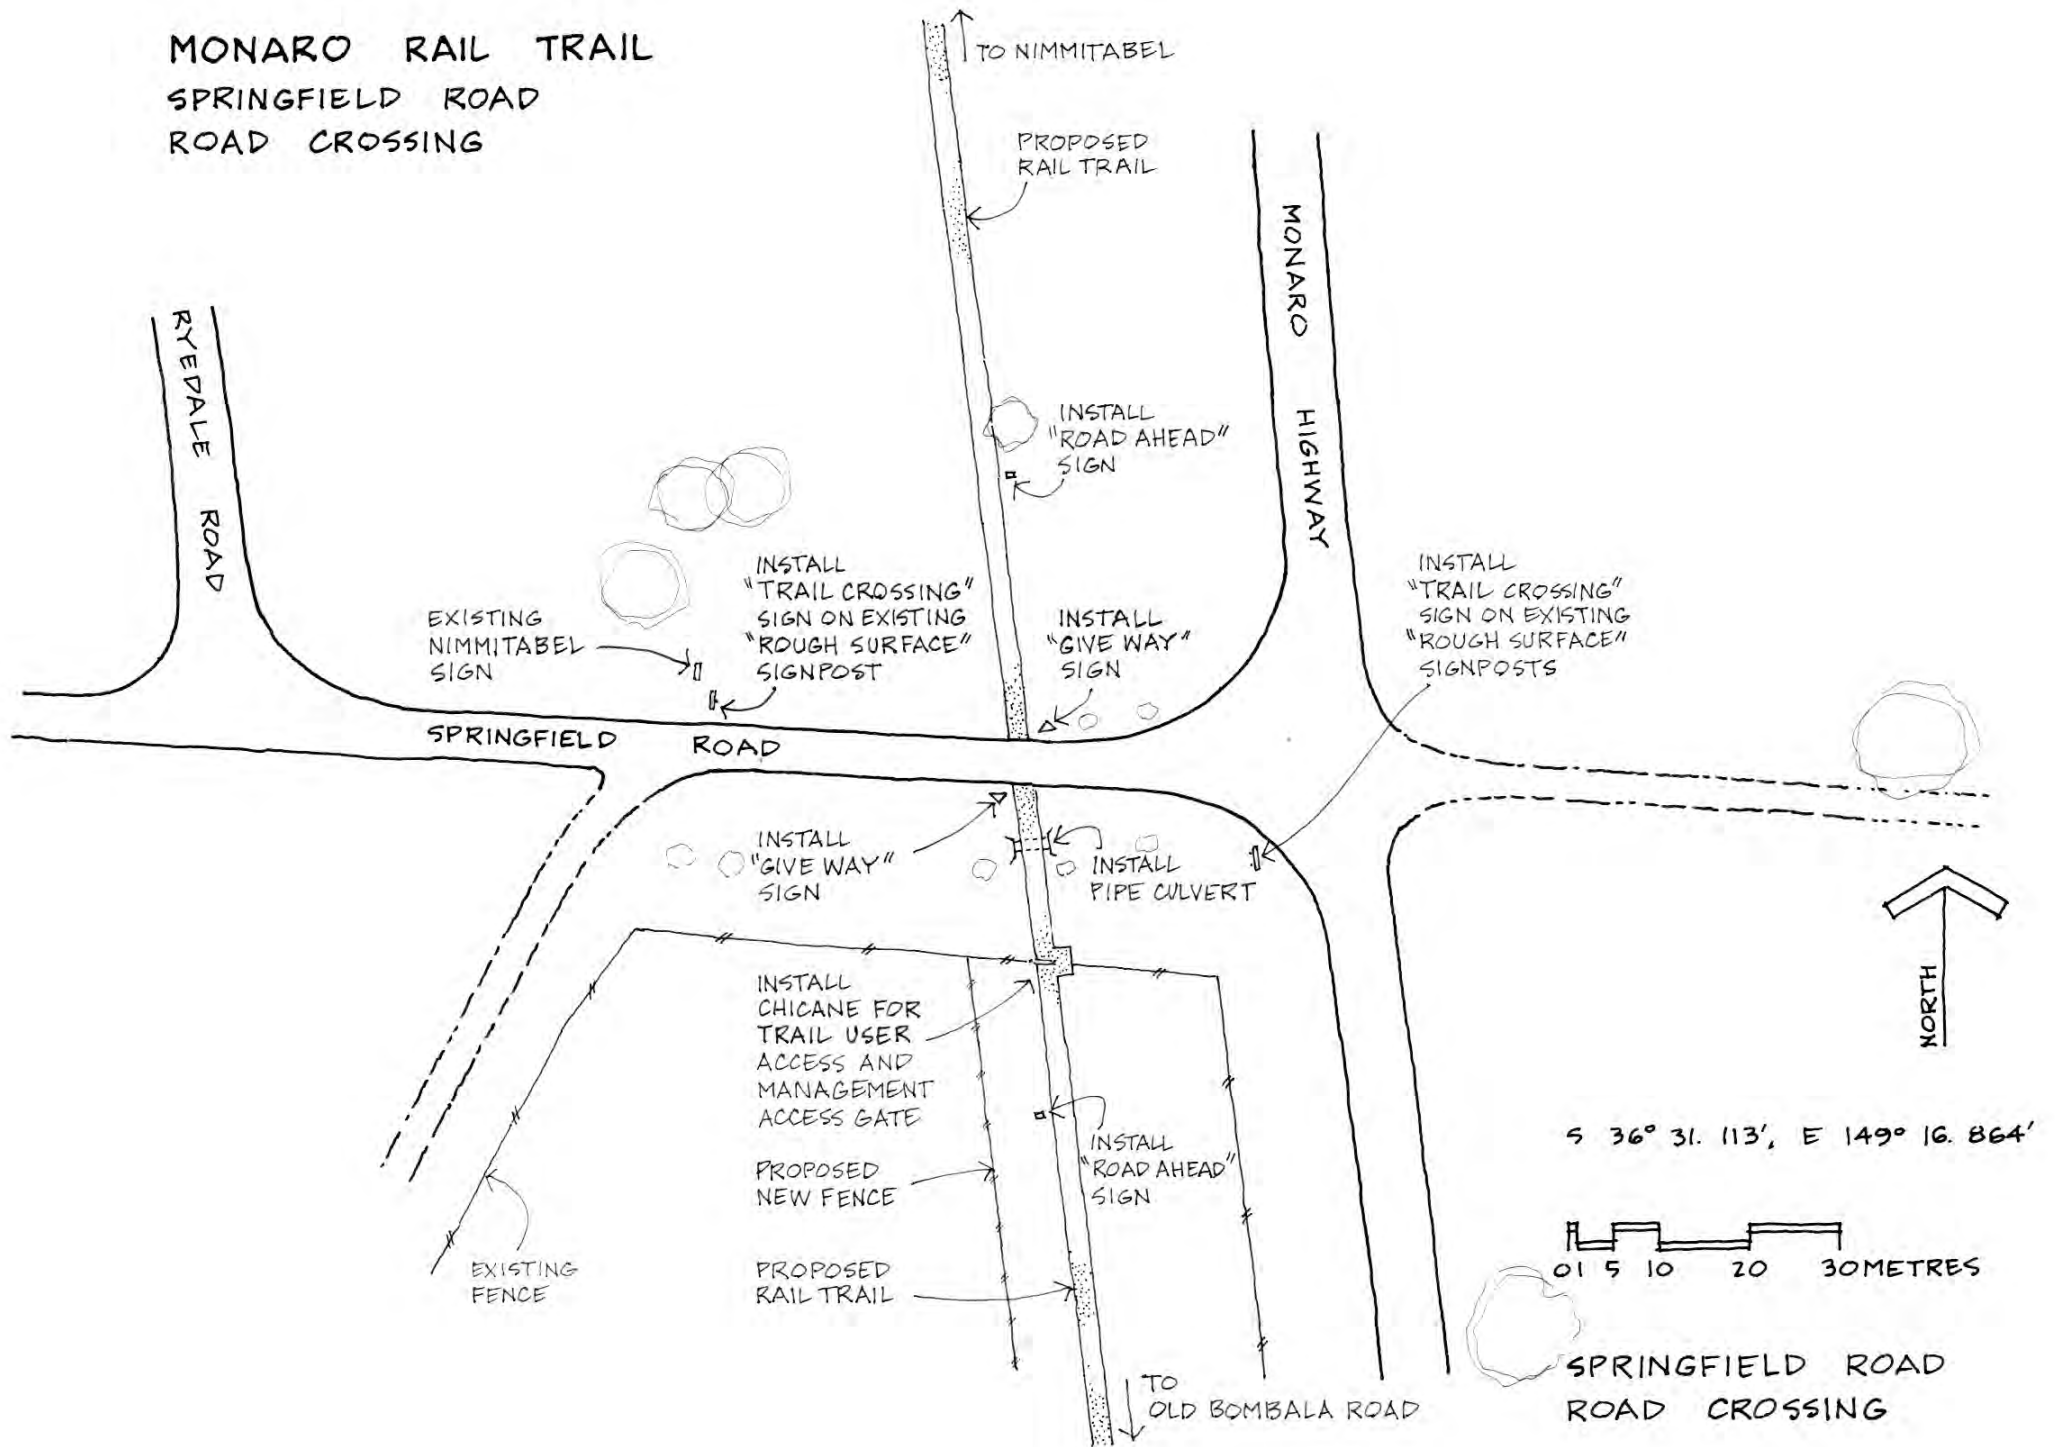 MONARO RAIL TRAIL
SPRINGFIELD ROAD
ROAD CROSSING
TO NIMMITABEL
PROPOSED
RAIL TRAIL
MONARO HIGHWAY
RYEDALE ROAD
INSTALL
"ROAD AHEAD"
SIGN
EXISTING
NIMMITABEL
SIGN
INSTALL
"TRAIL CROSSING"
SIGN ON EXISTING
"ROUGH SURFACE"
SIGNPOST
INSTALL
"GIVE WAY"
SIGN
INSTALL
"TRAIL CROSSING"
SIGN ON EXISTING
"ROUGH SURFACE"
SIGNPOSTS
SPRINGFIELD ROAD
INSTALL
"GIVE WAY"
SIGN
INSTALL
PIPE CULVERT
INSTALL
CHICANE FOR
TRAIL USER
ACCESS AND
MANAGEMENT
ACCESS GATE
PROPOSED
NEW FENCE
INSTALL
"ROAD AHEAD"
SIGN
EXISTING
FENCE
PROPOSED
RAIL TRAIL
TO
OLD BOMBALA ROAD
NORTH
S 36° 31. 113', E 149° 16. 864'
0 1 5 10 20 30 METRES
SPRINGFIELD ROAD
ROAD CROSSING